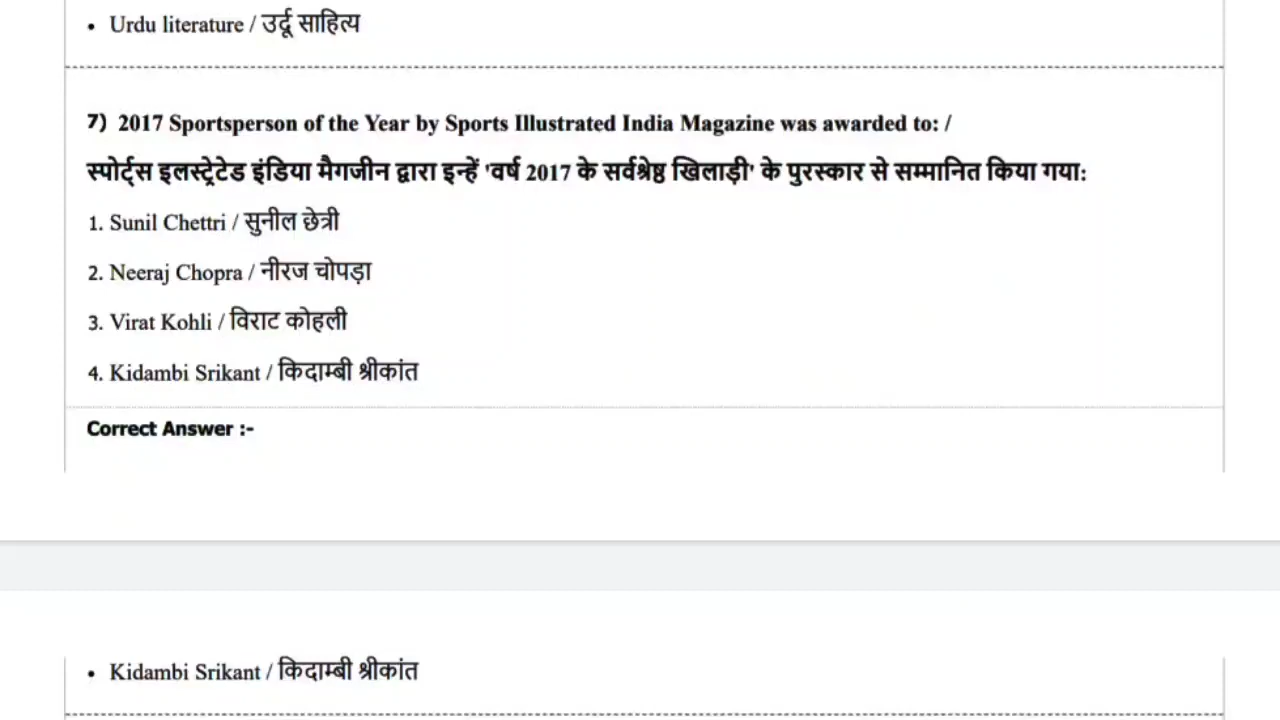 • Urdu literature / उर्दू साहित्य
7) 2017 Sportsperson of the Year by Sports Illustrated India Magazine was awarded to: /
स्पोर्ट्स इलस्ट्रेटेड इंडिया मैगजीन द्वारा इन्हें 'वर्ष 2017 के सर्वश्रेष्ठ खिलाड़ी' के पुरस्कार से सम्मानित किया गया:
1. Sunil Chettri / सुनील छेत्री
2. Neeraj Chopra / नीरज चोपड़ा
3. Virat Kohli / विराट कोहली
4. Kidambi Srikant / किदाम्बी श्रीकांत
Correct Answer :-
• Kidambi Srikant / किदाम्बी श्रीकांत